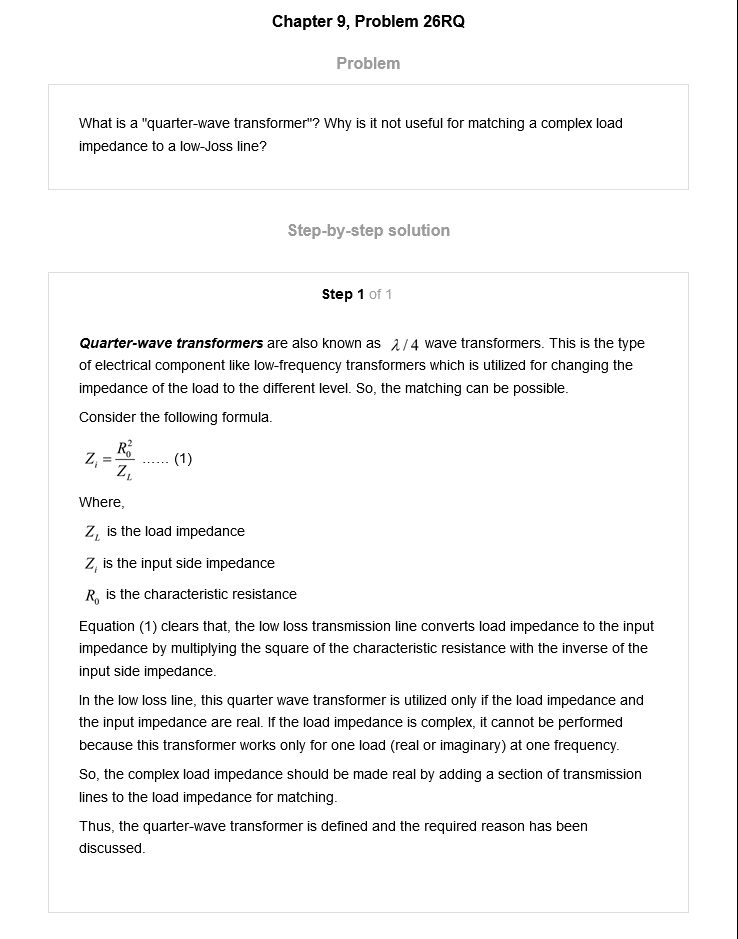 Chapter 9, Problem 26RQ
Problem
What is a "quarter-wave transformer"? Why is it not useful for matching a complex load
impedance to a low-Joss line?
Step-by-step solution
Step 1 of 1
Quarter-wave transformers are also known as λ/4 wave transformers. This is the type
of electrical component like low-frequency transformers which is utilized for changing the
impedance of the load to the different level. So, the matching can be possible.
Consider the following formula.
Z_i = R_0^2 / Z_L ...... (1)
Where,
Z_L is the load impedance
Z_i is the input side impedance
R_0 is the characteristic resistance
Equation (1) clears that, the low loss transmission line converts load impedance to the input
impedance by multiplying the square of the characteristic resistance with the inverse of the
input side impedance.
In the low loss line, this quarter wave transformer is utilized only if the load impedance and
the input impedance are real. If the load impedance is complex, it cannot be performed
because this transformer works only for one load (real or imaginary) at one frequency.
So, the complex load impedance should be made real by adding a section of transmission
lines to the load impedance for matching.
Thus, the quarter-wave transformer is defined and the required reason has been
discussed.